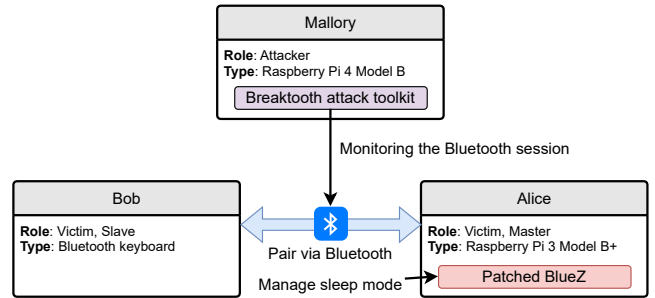 Mallory
Role: Attacker
Type: Raspberry Pi 4 Model B
Breaktooth attack toolkit
Monitoring the Bluetooth session
Bob
Role: Victim, Slave
Type: Bluetooth keyboard
Pair via Bluetooth
Alice
Role: Victim, Master
Type: Raspberry Pi 3 Model B+
Patched BlueZ
Manage sleep mode